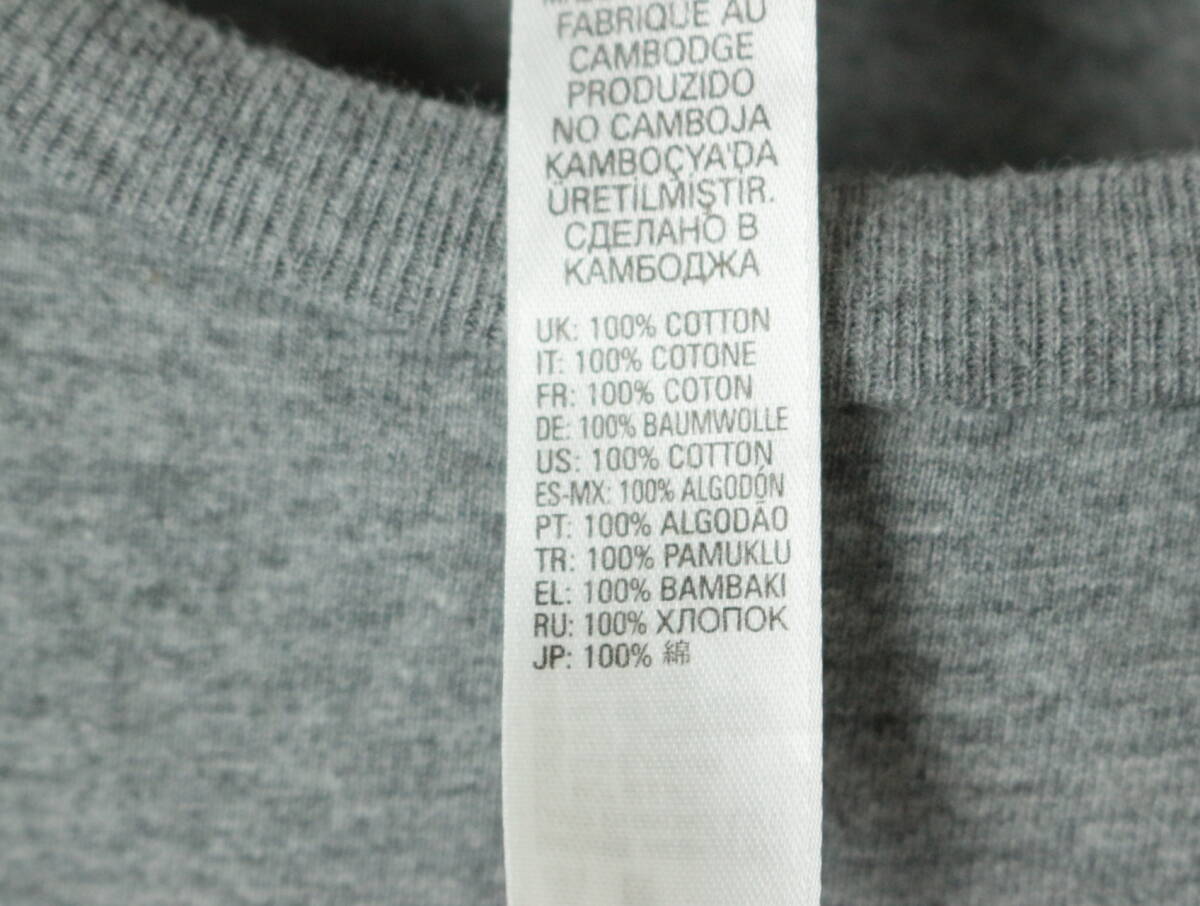 FABRIQUE AU
CAMBODGE
PRODUZIDO
NO CAMBOJA
KAMBOÇYA'DA
ÜRETİLMİŞTİR.
СДЕЛАНО В
КАМБОДЖА
UK: 100% COTTON
IT: 100% COTONE
FR: 100% COTON
DE: 100% BAUMWOLLE
US: 100% COTTON
ES-MX: 100% ALGODÓN
PT: 100% ALGODÃO
TR: 100% PAMUKLU
EL: 100% BAMBAKI
RU: 100% ХЛОПОК
JP: 100% 綿